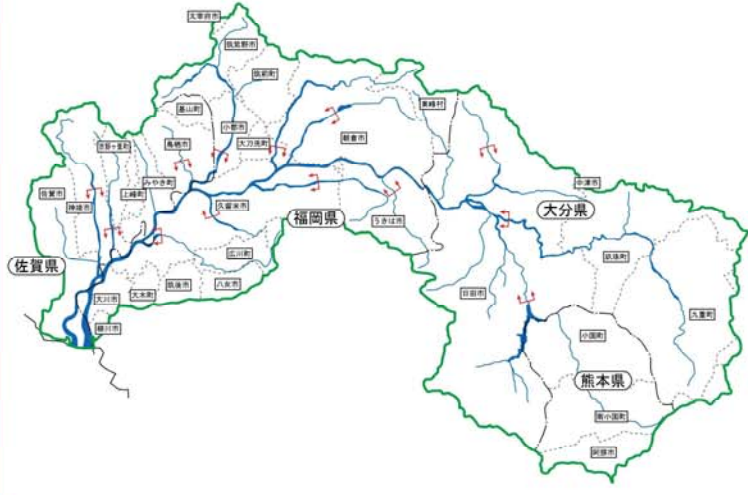 太宰府市
筑紫野市
筑前町
基山町
小郡市
大刀洗町
朝倉市
東峰村
鳥栖市
吉野ヶ里町
みやき町
上峰町
佐賀市
神埼市
久留米市
うきは市
中津市
大分県
福岡県
佐賀県
広川町
八女市
筑後市
大木町
大川市
柳川市
日田市
玖珠町
九重町
小国町
熊本県
南小国町
阿蘇市